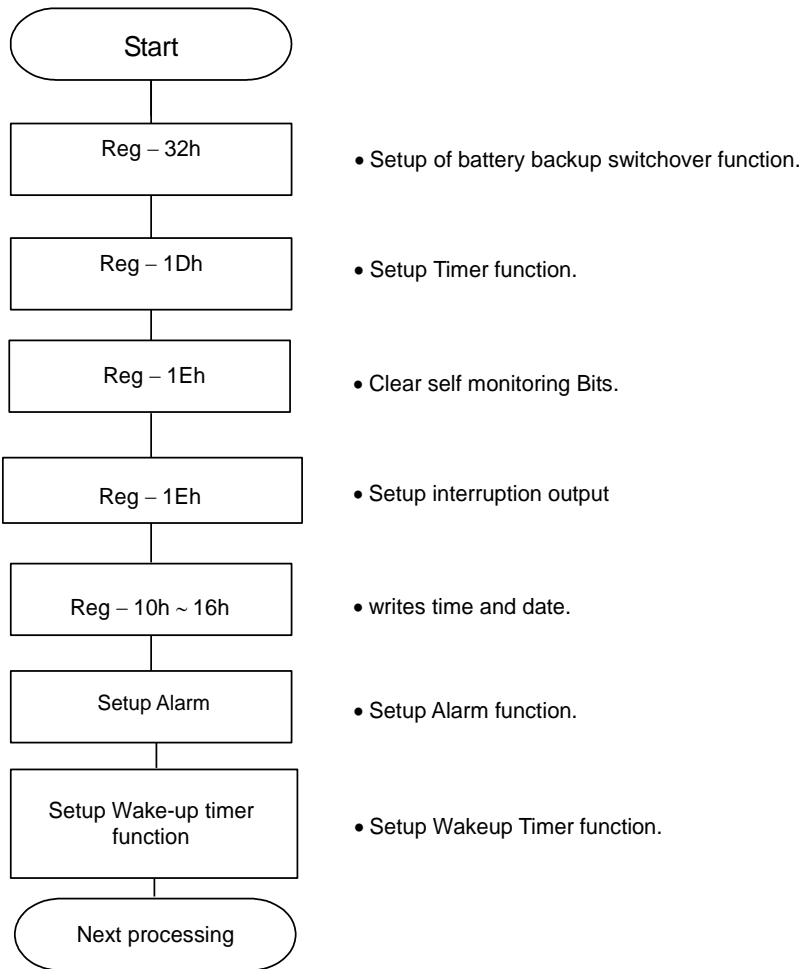 Start
Reg – 32h
• Setup of battery backup switchover function.
Reg – 1Dh
• Setup Timer function.
Reg – 1Eh
• Clear self monitoring Bits.
Reg – 1Eh
• Setup interruption output
Reg – 10h ~ 16h
• writes time and date.
Setup Alarm
• Setup Alarm function.
Setup Wake-up timer
function
• Setup Wakeup Timer function.
Next processing